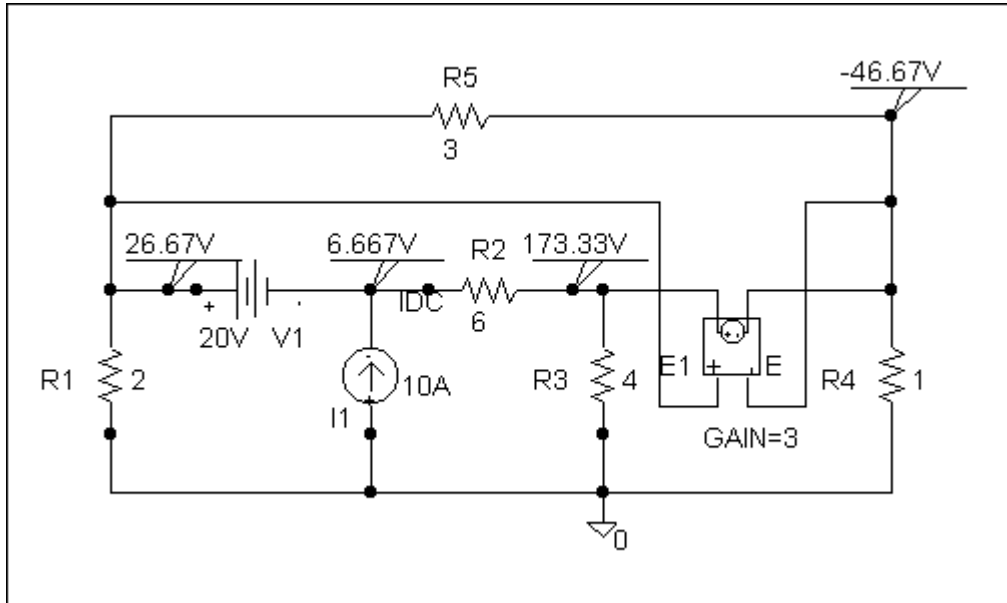 R5
-46.67V
3
26.67V
6.667V
R2
173.33V
+
IDC
20V
V1
6
+ -
R1
2
-
10A
+
I1
R3
4
E1
+ -
E
R4
1
GAIN=3
0